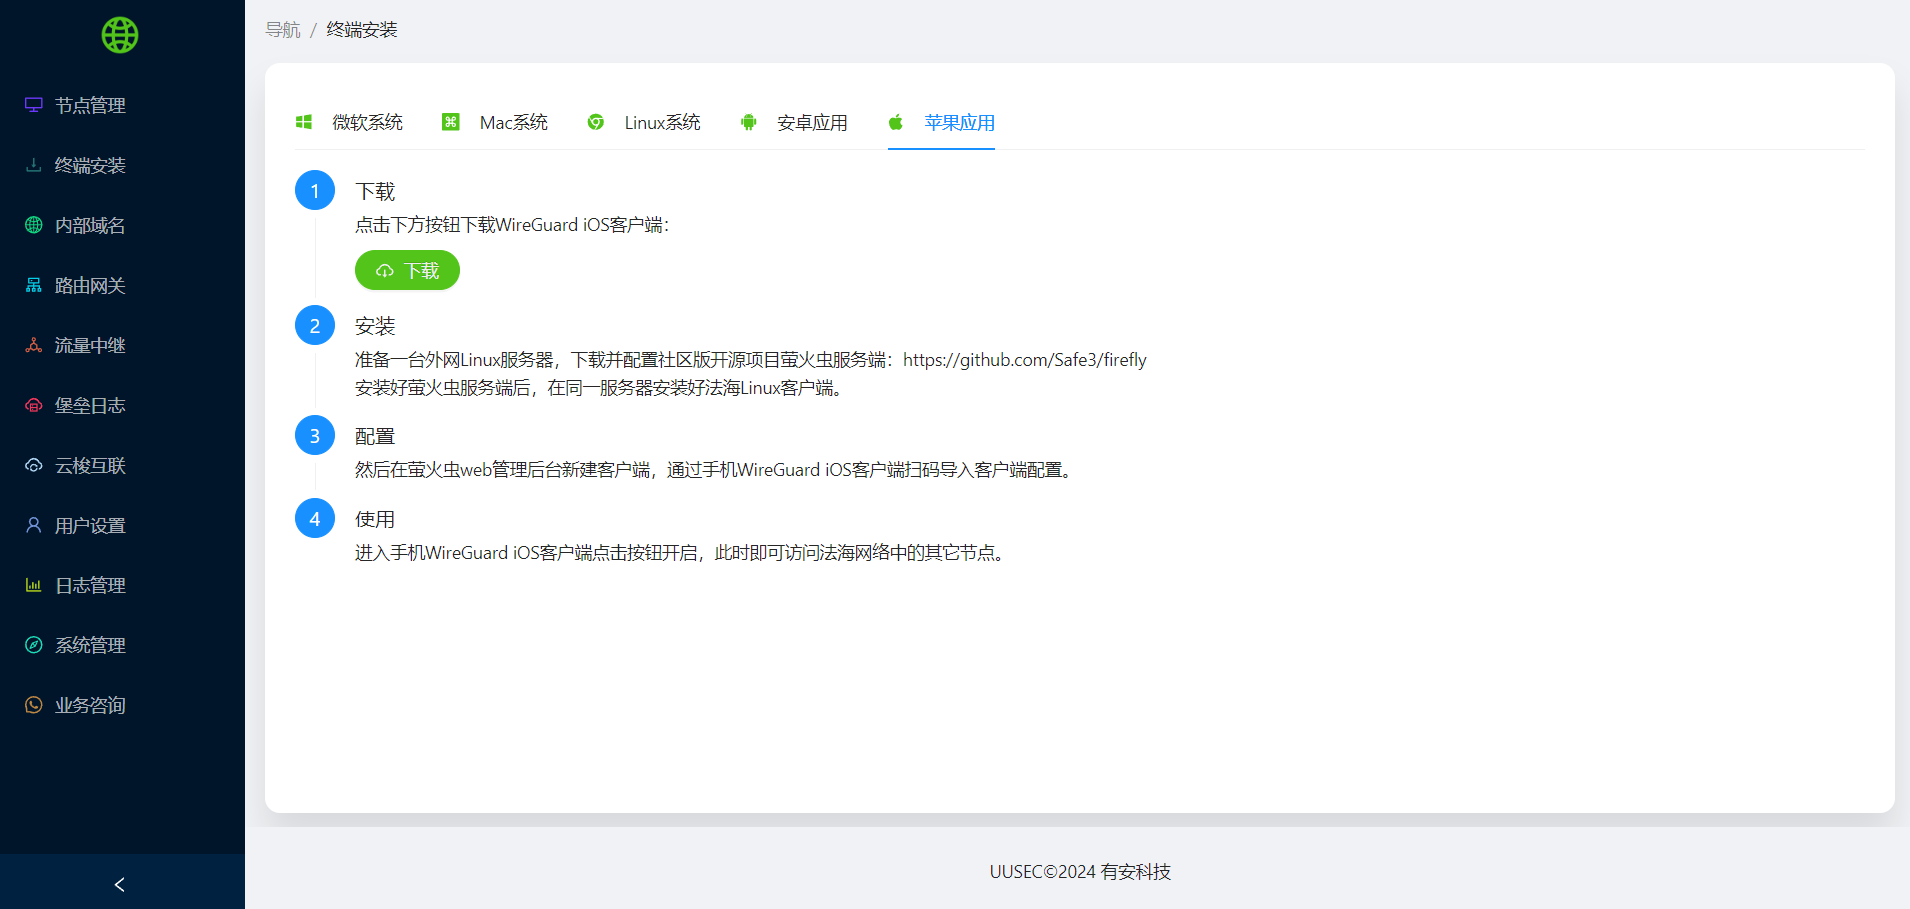 导航 / 终端安装
节点管理
终端安装
内部域名
路由网关
流量中继
堡垒日志
云梭互联
用户设置
日志管理
系统管理
业务咨询
微软系统 Mac系统 Linux系统 安卓应用 苹果应用
1 下载
点击下方按钮下载WireGuard iOS客户端：
下载
2 安装
准备一台外网Linux服务器，下载并配置社区版开源项目萤火虫服务端：https://github.com/Safe3/firefly
安装好萤火虫服务端后，在同一服务器安装好法海Linux客户端。
3 配置
然后在萤火虫web管理后台新建客户端，通过手机WireGuard iOS客户端扫码导入客户端配置。
4 使用
进入手机WireGuard iOS客户端点击按钮开启，此时即可访问法海网络中的其它节点。
UUSEC©2024 有安科技